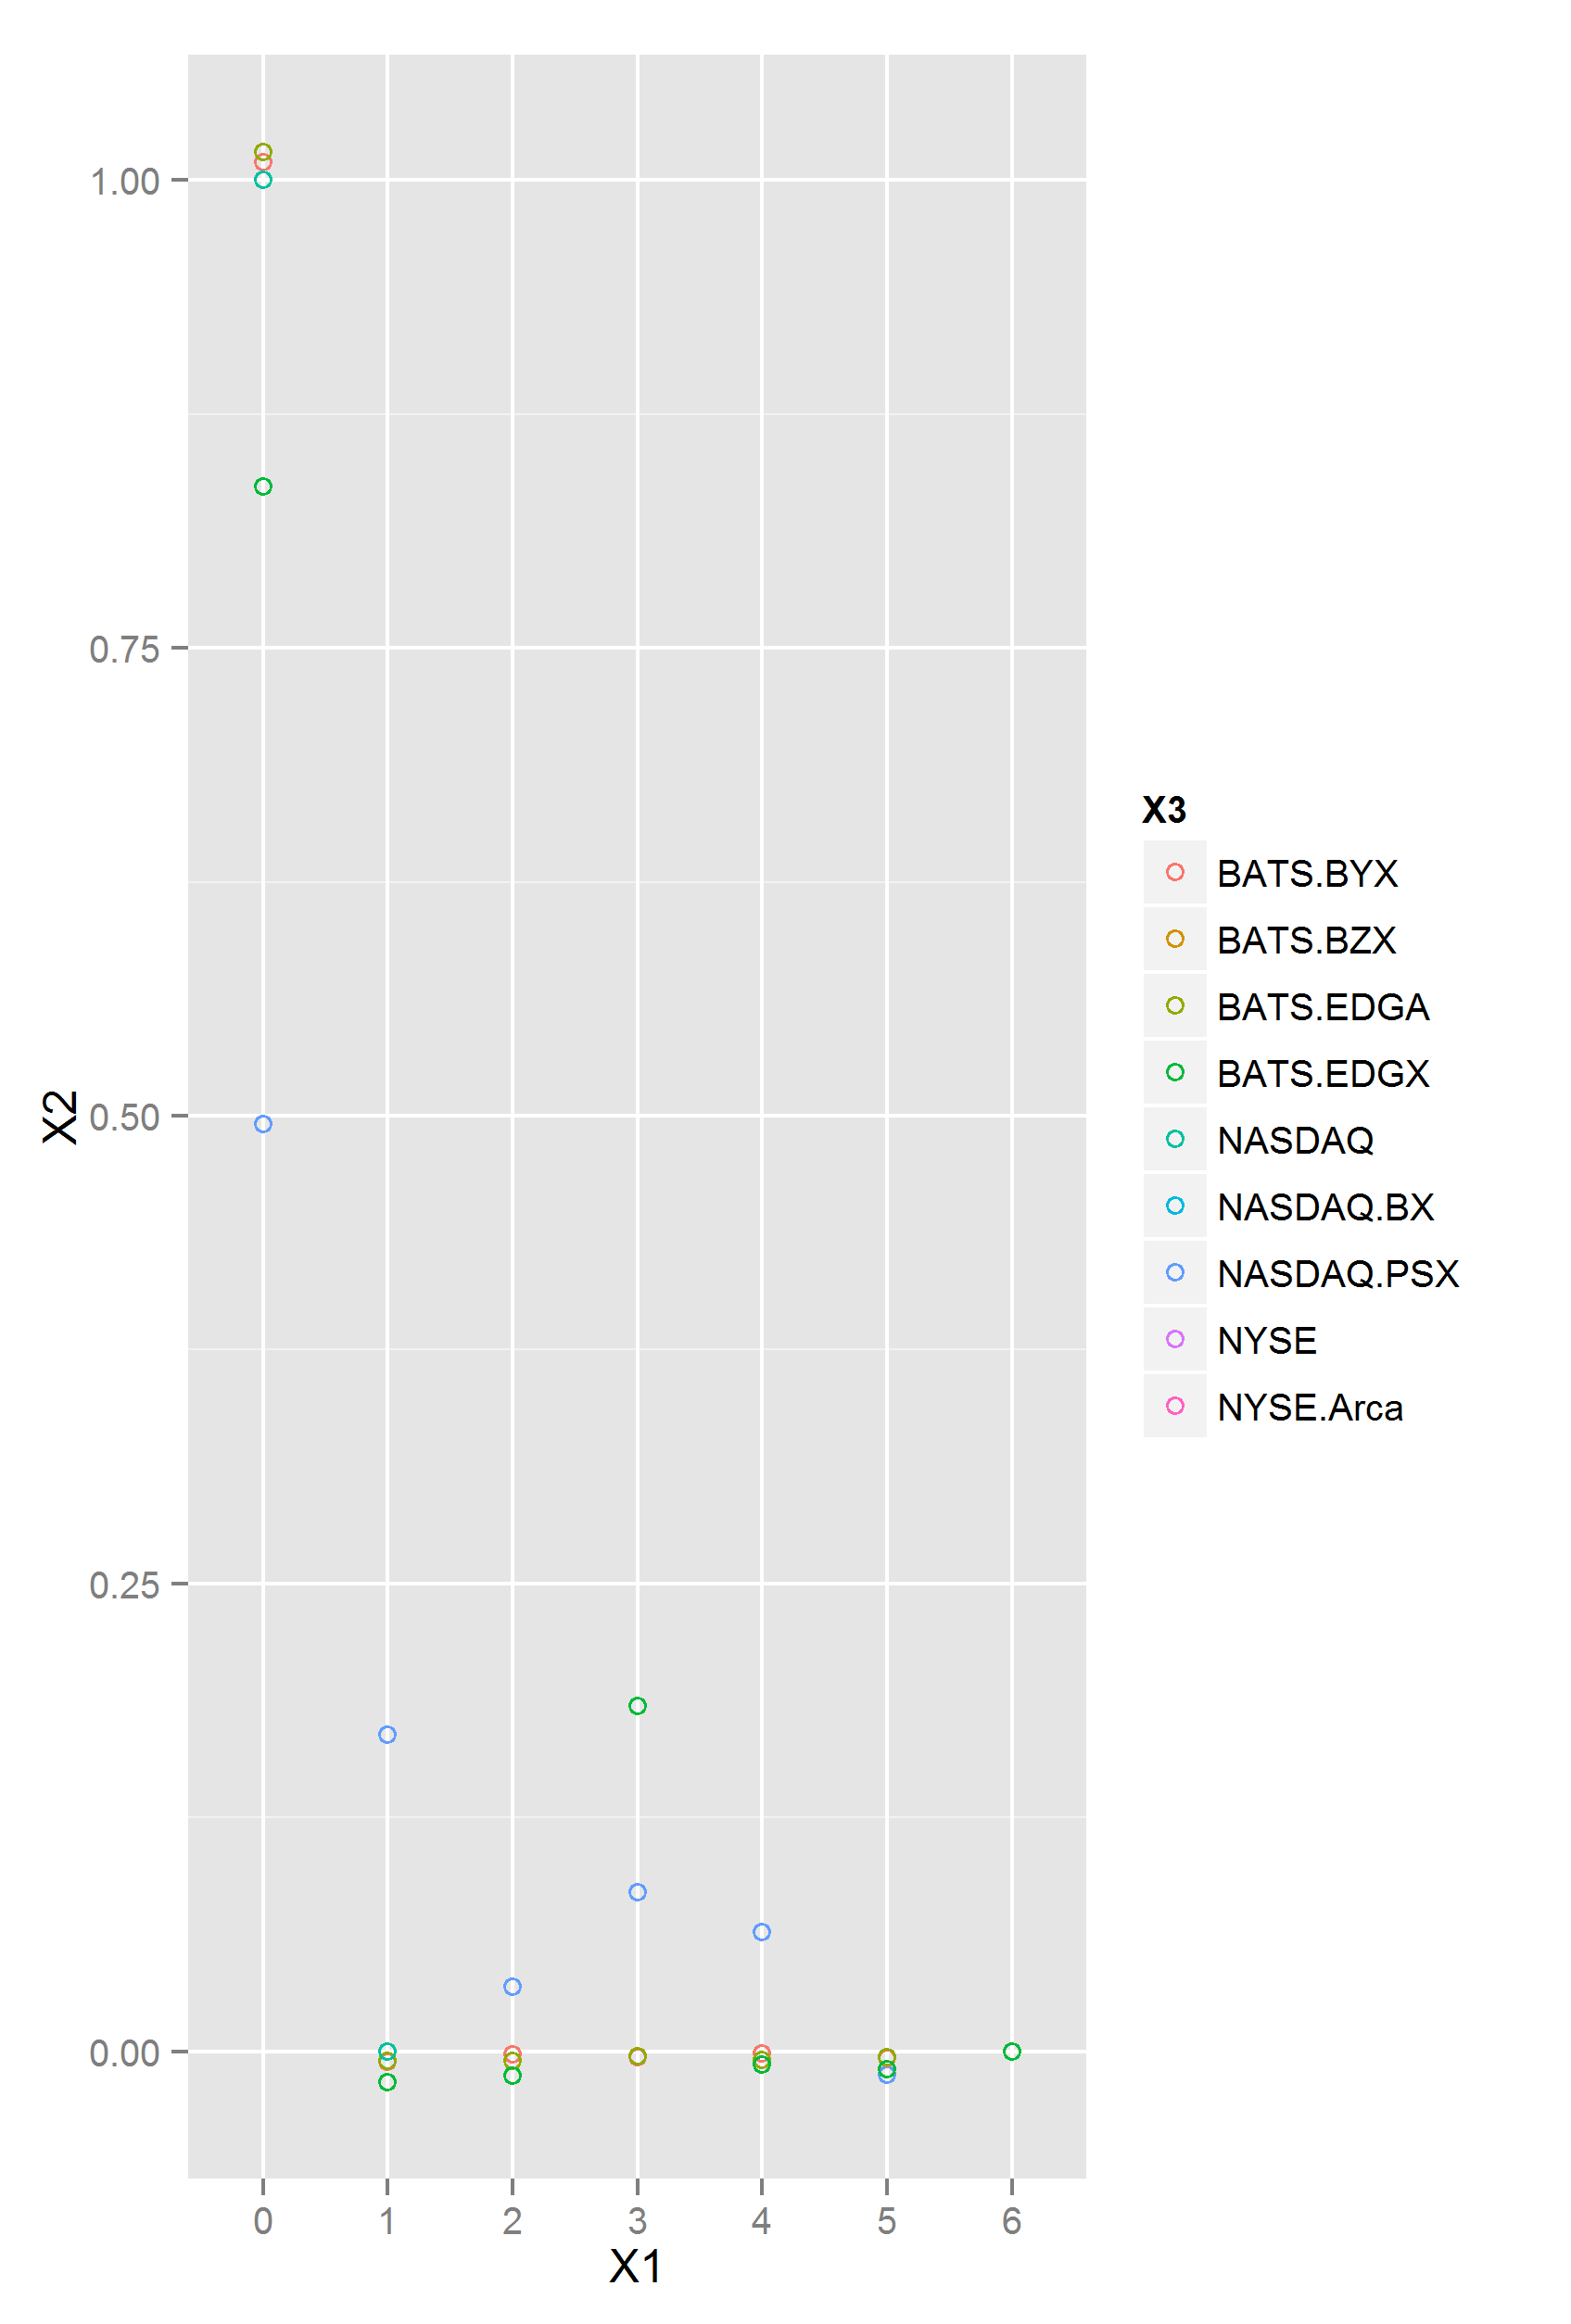 1.00
0.75
0.50
0.25
0.00
X2
0 1 2 3 4 5 6
X1
X3
BATS.BYX
BATS.BZX
BATS.EDGA
BATS.EDGX
NASDAQ
NASDAQ.BX
NASDAQ.PSX
NYSE
NYSE.Arca